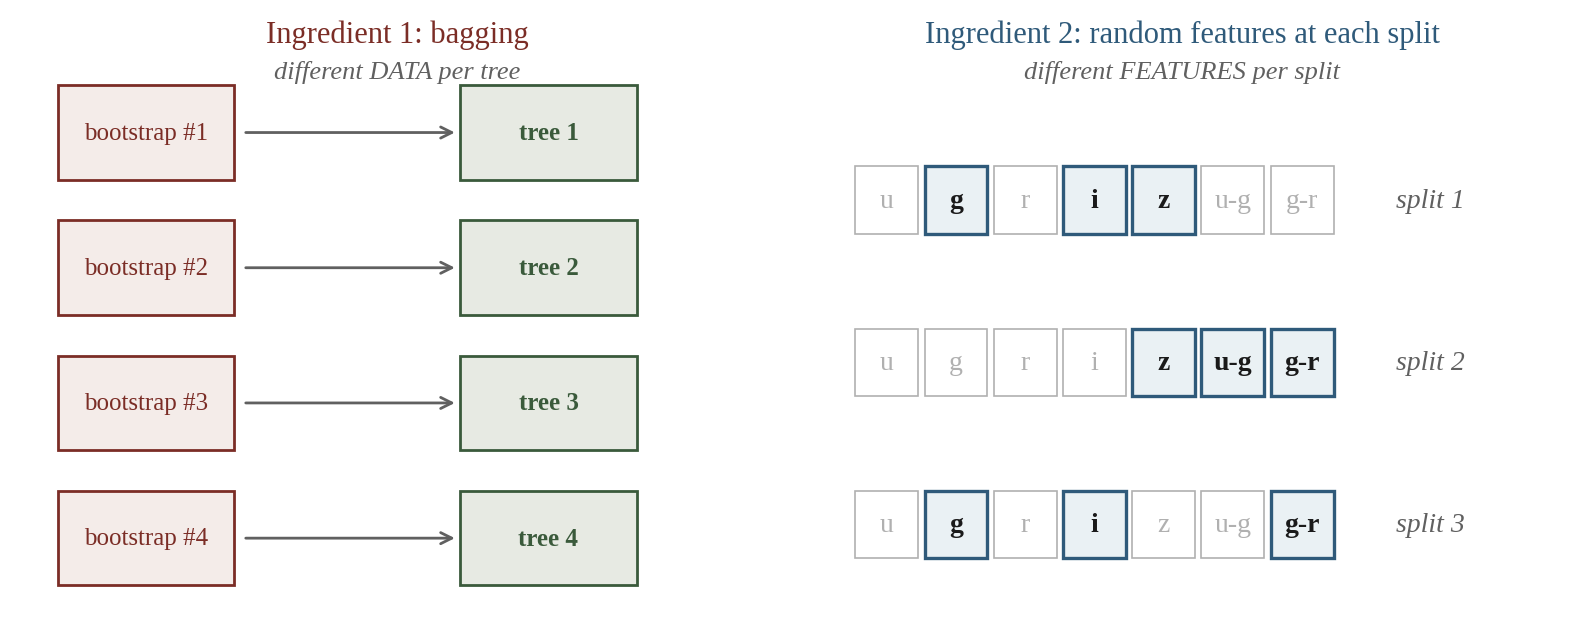 Ingredient 1: bagging
different DATA per tree
bootstrap #1
tree 1
bootstrap #2
tree 2
bootstrap #3
tree 3
bootstrap #4
tree 4
Ingredient 2: random features at each split
different FEATURES per split
u g r i z u-g g-r split 1
u g r i z u-g g-r split 2
u g r i z u-g g-r split 3